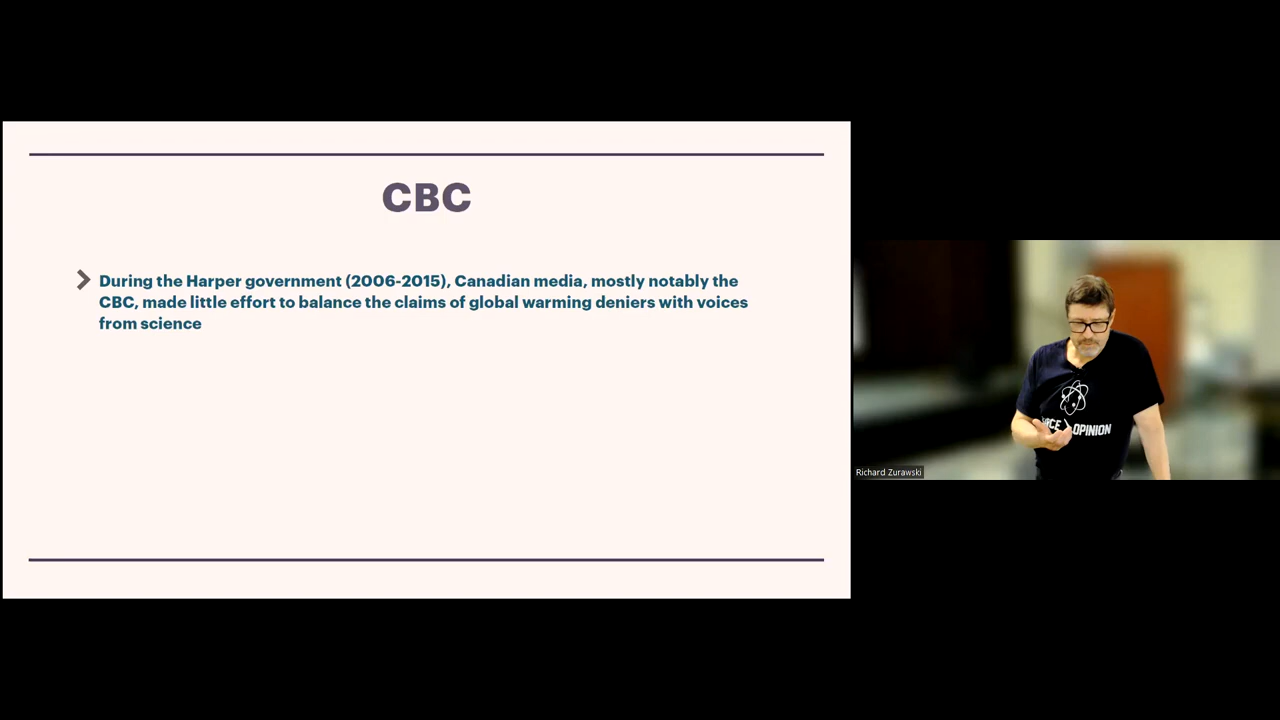 CBC
During the Harper government (2006-2015), Canadian media, mostly notably the
CBC, made little effort to balance the claims of global warming deniers with voices
from science
OPINION
Richard Zurawski